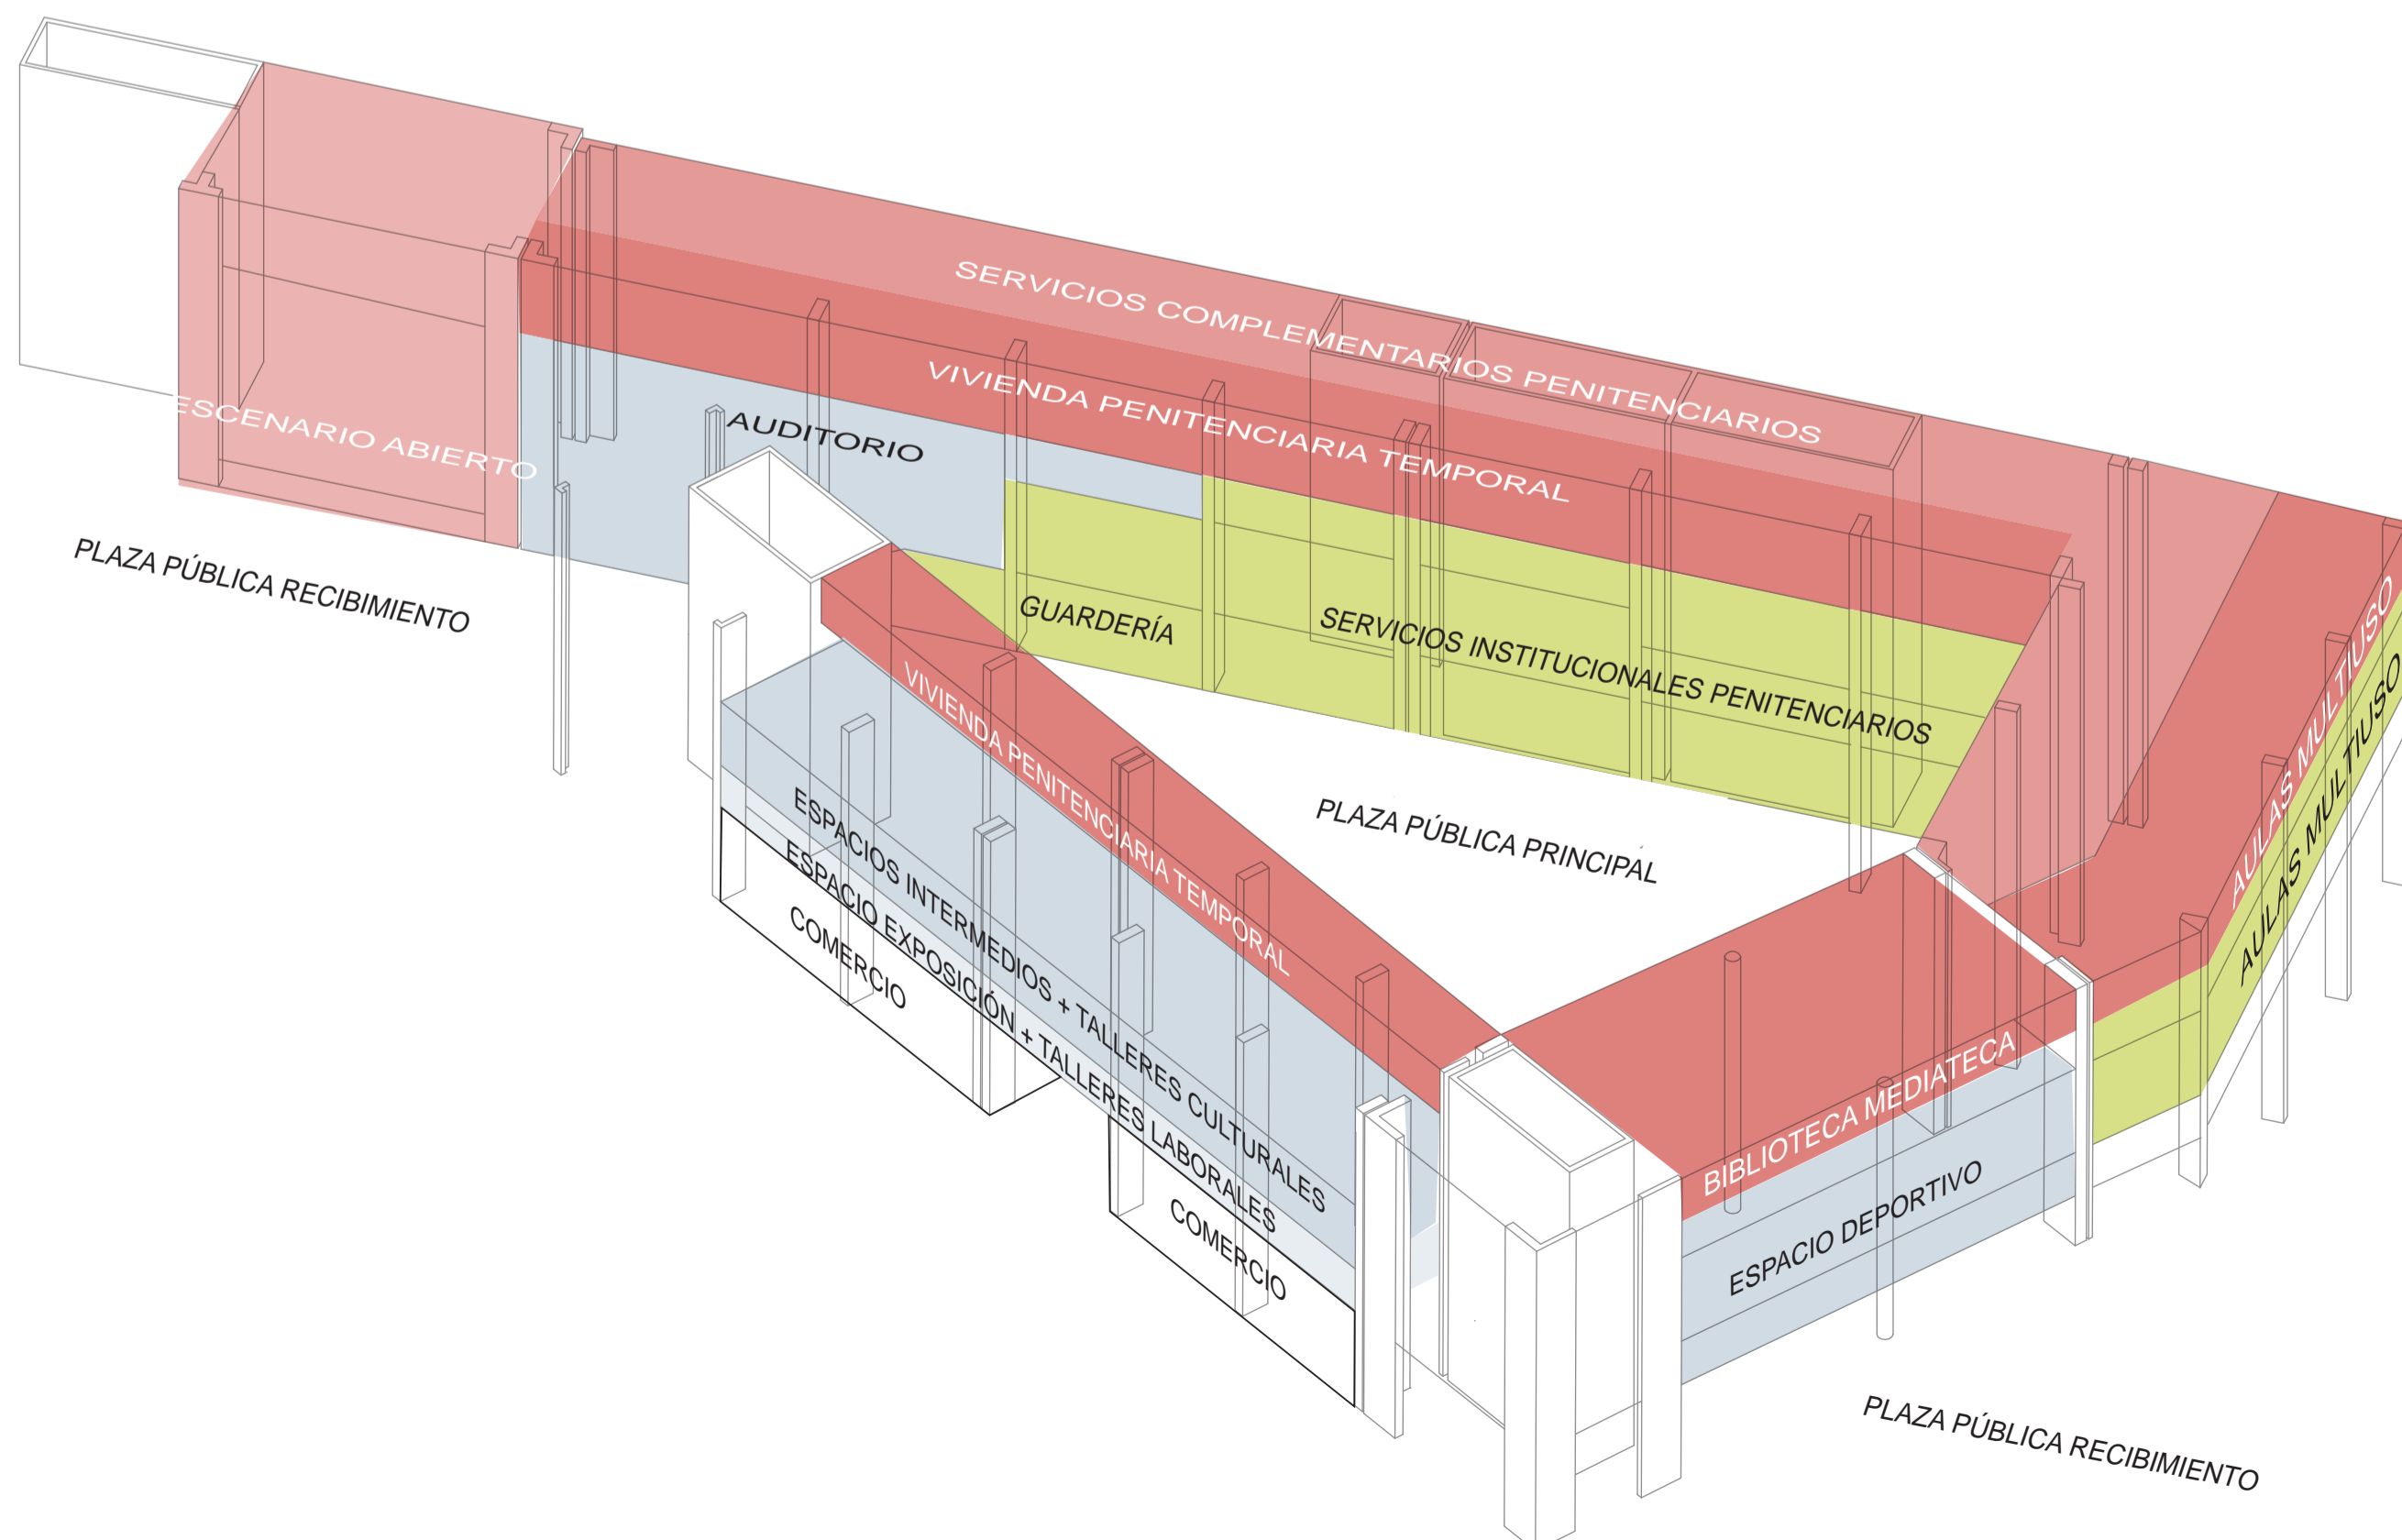 SERVICIOS COMPLEMENTARIOS PENITENCIARIOS
VIVIENDA PENITENCIARIA TEMPORAL
ESCENARIO ABIERTO
AUDITORIO
PLAZA PÚBLICA RECIBIMIENTO
GUARDERÍA
SERVICIOS INSTITUCIONALES PENITENCIARIOS
AULAS MULTIUSO
AULAS MULTIUSO
VIVIENDA PENITENCIARIA TEMPORAL
PLAZA PÚBLICA PRINCIPAL
ESPACIOS INTERMEDIOS + TALLERES CULTURALES
ESPACIO EXPOSICIÓN + TALLERES LABORALES
COMERCIO
COMERCIO
BIBLIOTECA MEDIATECA
ESPACIO DEPORTIVO
PLAZA PÚBLICA RECIBIMIENTO